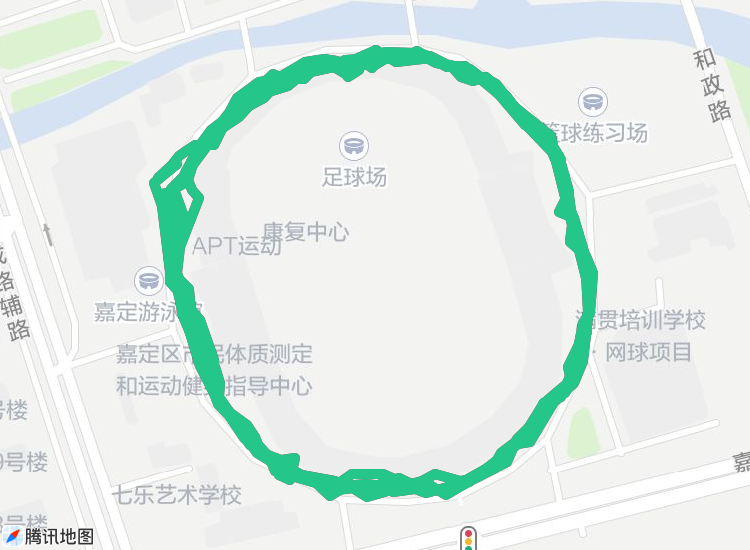 和政路
篮球练习场
足球场
康复中心
APT运动
嘉定游泳
路辅路
清贯培训学校
网球项目
嘉定区市民体质测定
和运动健身指导中心
号楼
9号楼
七乐艺术学校
嘉
号楼
腾讯地图